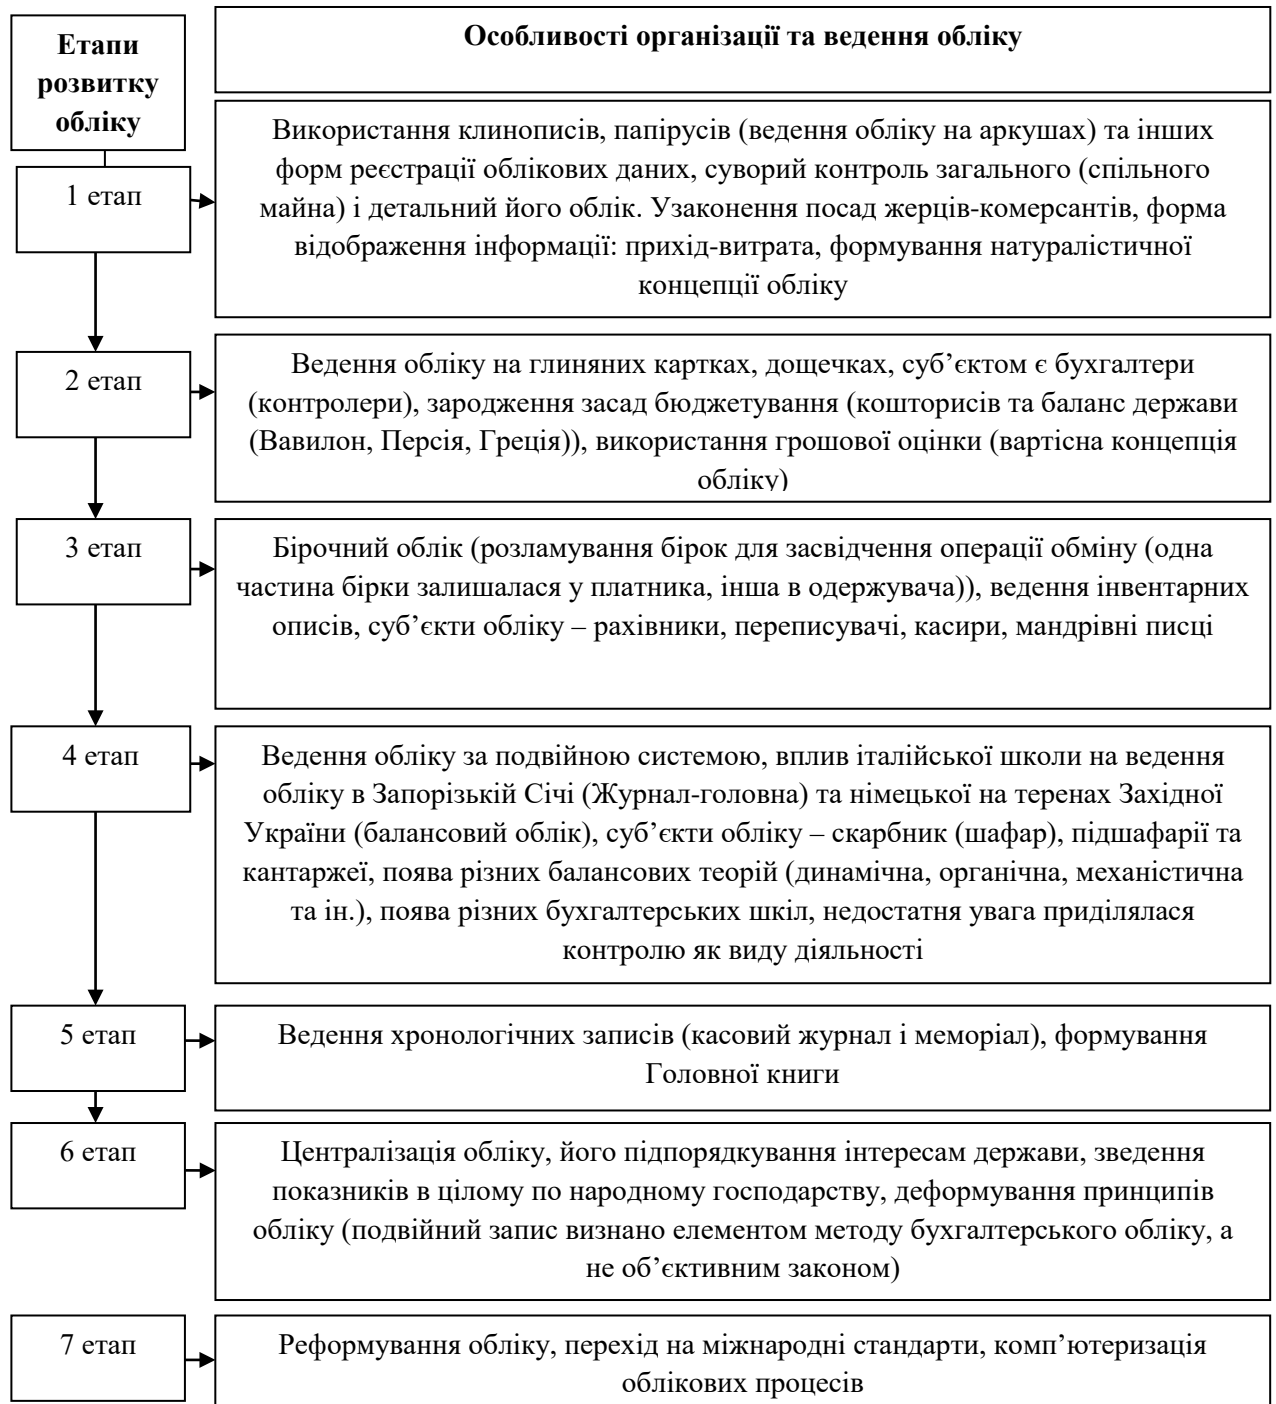 Етапи
розвитку
обліку
Особливості організації та ведення обліку
1 етап
Використання клинописів, папірусів (ведення обліку на аркушах) та інших
форм реєстрації облікових даних, суворий контроль загального (спільного
майна) і детальний його облік. Узаконення посад жерців-комерсантів, форма
відображення інформації: прихід-витрата, формування натуралістичної
концепції обліку
2 етап
Ведення обліку на глиняних картках, дощечках, суб’єктом є бухгалтери
(контролери), зародження засад бюджетування (кошторисів та баланс держави
(Вавилон, Персія, Греція)), використання грошової оцінки (вартісна концепція
обліку)
3 етап
Бірочний облік (розламування бірок для засвідчення операції обміну (одна
частина бірки залишалася у платника, інша в одержувача)), ведення інвентарних
описів, суб’єкти обліку – рахівники, переписувачі, касири, мандрівні писці
4 етап
Ведення обліку за подвійною системою, вплив італійської школи на ведення
обліку в Запорізькій Січі (Журнал-головна) та німецької на теренах Західної
України (балансовий облік), суб’єкти обліку – скарбник (шафар), підшафарії та
кантаржеї, поява різних балансових теорій (динамічна, органічна, механістична
та ін.), поява різних бухгалтерських шкіл, недостатня увага приділялася
контролю як виду діяльності
5 етап
Ведення хронологічних записів (касовий журнал і меморіал), формування
Головної книги
6 етап
Централізація обліку, його підпорядкування інтересам держави, зведення
показників в цілому по народному господарству, деформування принципів
обліку (подвійний запис визнано елементом методу бухгалтерського обліку, а
не об’єктивним законом)
7 етап
Реформування обліку, перехід на міжнародні стандарти, комп’ютеризація
облікових процесів